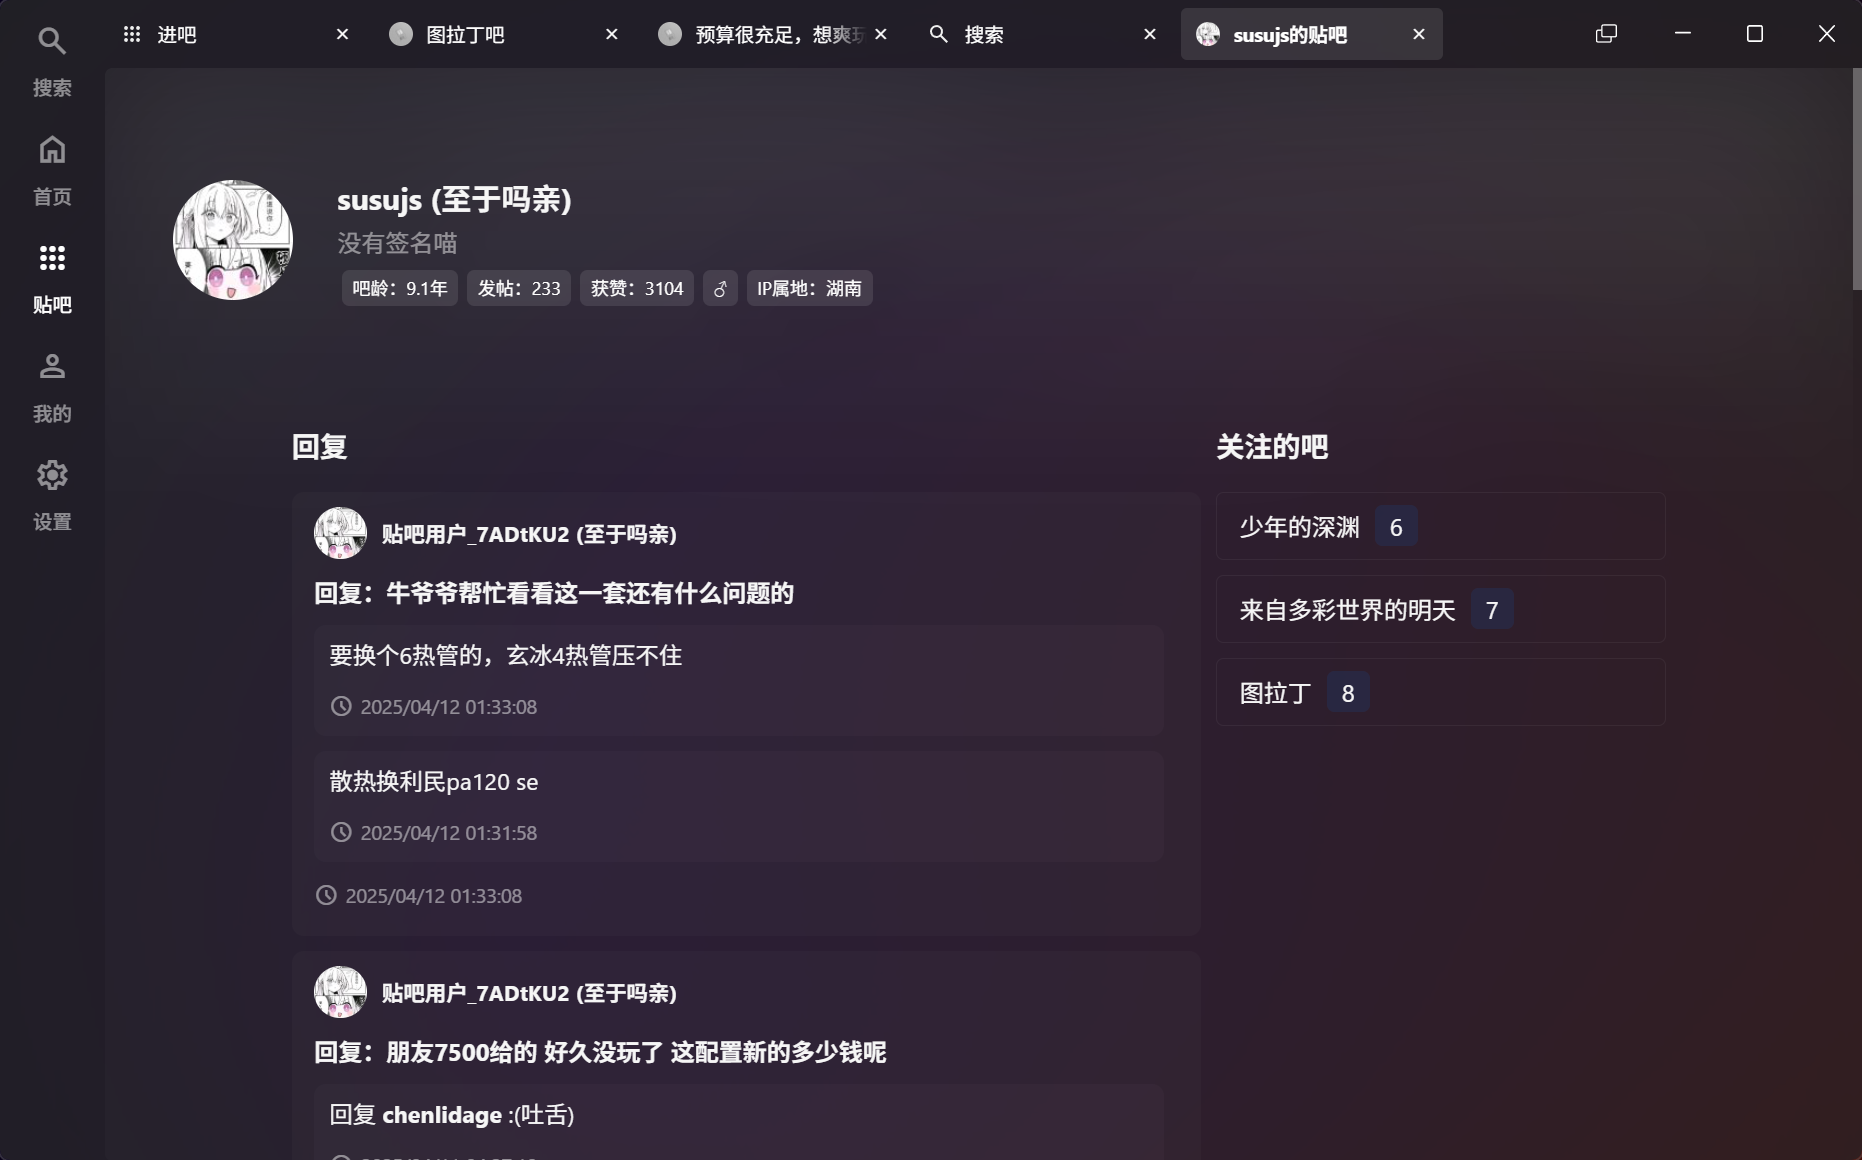 进吧
图拉丁吧
预算很充足，想爽玩
搜索
susujs的贴吧
搜索
首页
贴吧
我的
设置
susujs (至于吗亲)
没有签名喵
吧龄：9.1年
发帖：233
获赞：3104
♂
IP属地：湖南
回复
贴吧用户_7ADtKU2 (至于吗亲)
回复：牛爷爷帮忙看看这一套还有什么问题的
要换个6热管的，玄冰4热管压不住
2025/04/12 01:33:08
散热换利民pa120 se
2025/04/12 01:31:58
2025/04/12 01:33:08
贴吧用户_7ADtKU2 (至于吗亲)
回复：朋友7500给的 好久没玩了 这配置新的多少钱呢
回复 chenlidage :(吐舌)
关注的吧
少年的深渊 6
来自多彩世界的明天 7
图拉丁 8